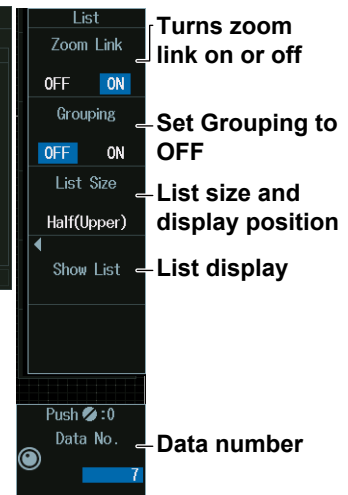 List
Zoom Link
OFF ON
Turns zoom
link on or off
Grouping
OFF ON
Set Grouping to
OFF
List Size
Half(Upper)
List size and
display position
Show List
List display
Push :0
Data No.
7
Data number